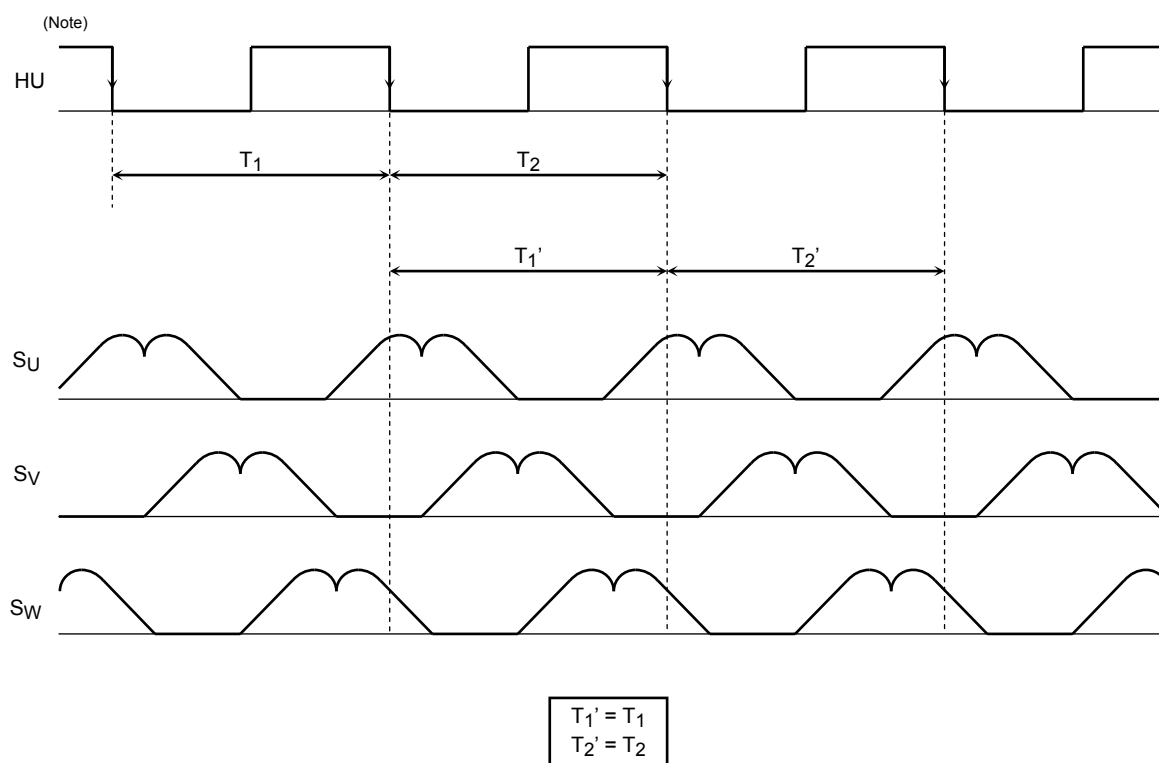 (Note)
HU
T1
T2
T1’
T2’
SU
SV
SW
T1’ = T1
T2’ = T2